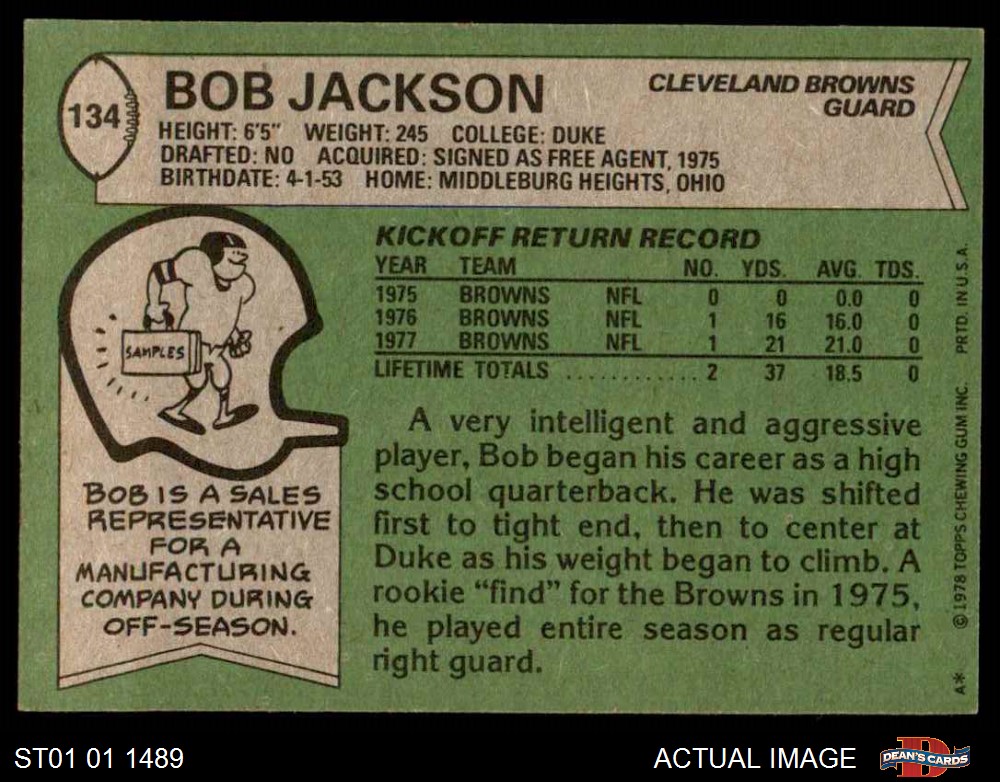 134
BOB JACKSON
CLEVELAND BROWNS
GUARD
HEIGHT: 6'5" WEIGHT: 245 COLLEGE: DUKE
DRAFTED: NO ACQUIRED: SIGNED AS FREE AGENT, 1975
BIRTHDATE: 4-1-53 HOME: MIDDLEBURG HEIGHTS, OHIO
SAMPLES
BOB IS A SALES
REPRESENTATIVE
FOR A
MANUFACTURING
COMPANY DURING
OFF-SEASON.
KICKOFF RETURN RECORD
YEAR TEAM NO. YDS. AVG. TDS.
1975 BROWNS NFL 0 0 0.0 0
1976 BROWNS NFL 1 16 16.0 0
1977 BROWNS NFL 1 21 21.0 0
LIFETIME TOTALS ............ 2 37 18.5 0
A very intelligent and aggressive
player, Bob began his career as a high
school quarterback. He was shifted
first to tight end, then to center at
Duke as his weight began to climb. A
rookie “find” for the Browns in 1975,
he played entire season as regular
right guard.
A* © 1978 TOPPS CHEWING GUM INC. PRTD. IN U.S.A.
ST01 01 1489
ACTUAL IMAGE
D
DEAN'S CARDS